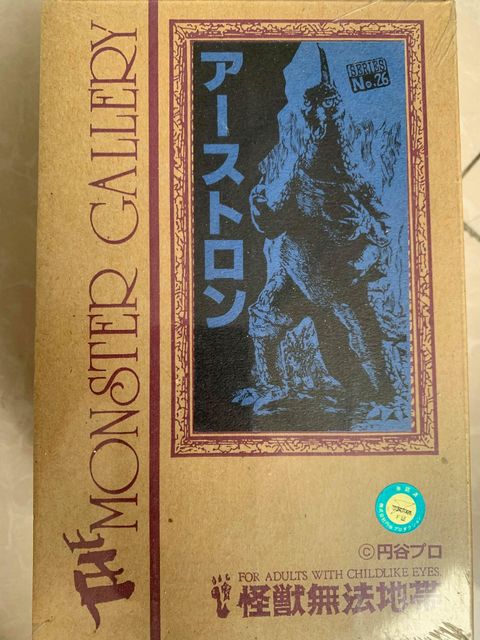 THE MONSTER GALLERY
アーストロン
SERIES
No.26
©円谷プロ
FOR ADULTS WITH CHILDLIKE EYES.
怪獣無法地帯